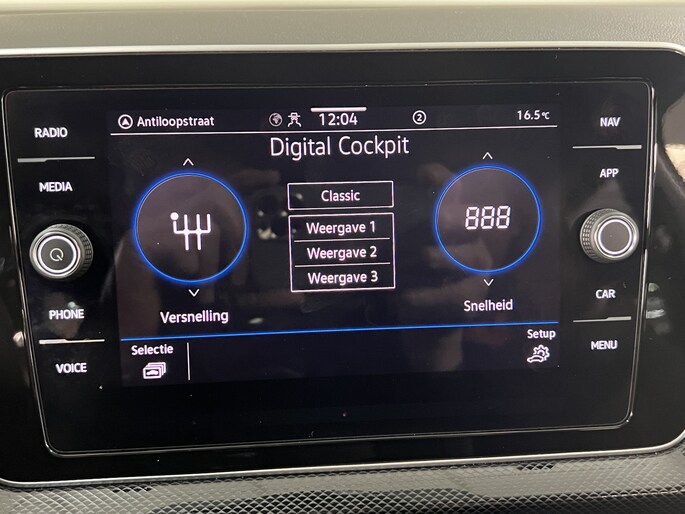 RADIO
MEDIA
PHONE
VOICE
Antiloopstraat 12:04 2 16.5°C
Digital Cockpit
Classic
Weergave 1
Weergave 2
Weergave 3
888
Versnelling
Snelheid
Selectie
Setup
NAV
APP
CAR
MENU